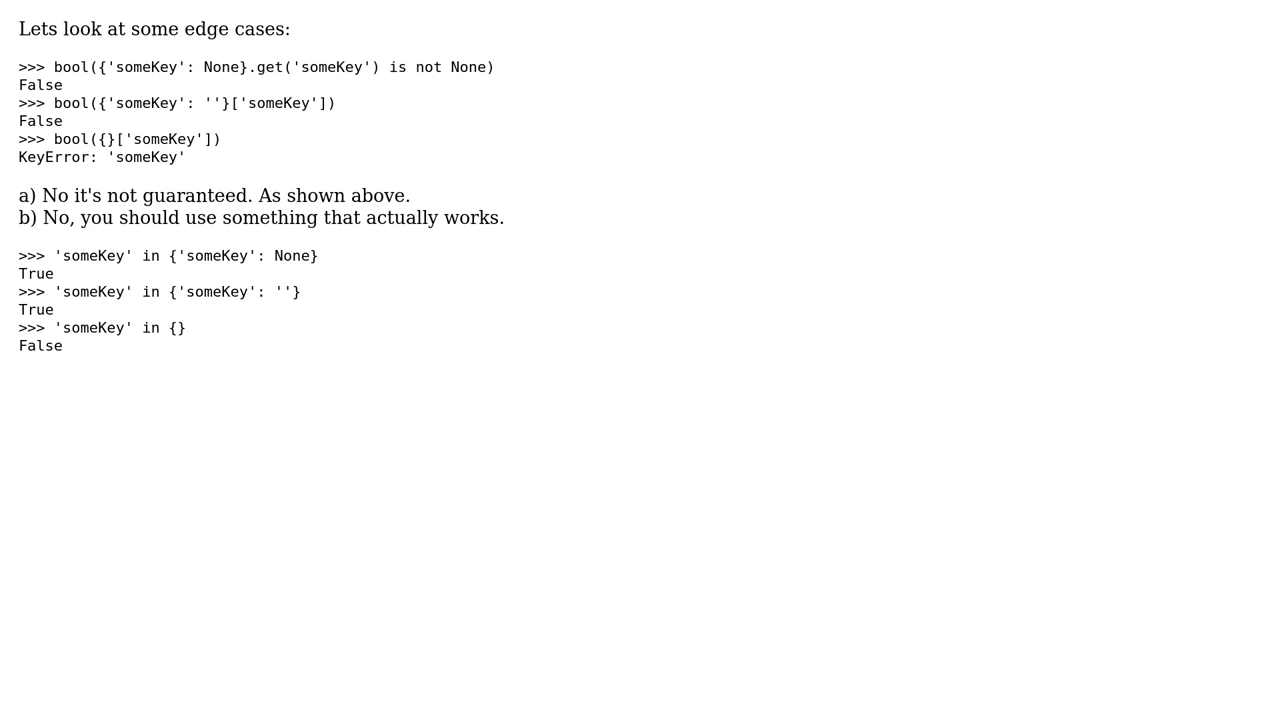 Lets look at some edge cases:
>>> bool({'someKey': None}.get('someKey') is not None)
False
>>> bool({'someKey': ''}['someKey'])
False
>>> bool({}['someKey'])
KeyError: 'someKey'
a) No it's not guaranteed. As shown above.
b) No, you should use something that actually works.
>>> 'someKey' in {'someKey': None}
True
>>> 'someKey' in {'someKey': ''}
True
>>> 'someKey' in {}
False